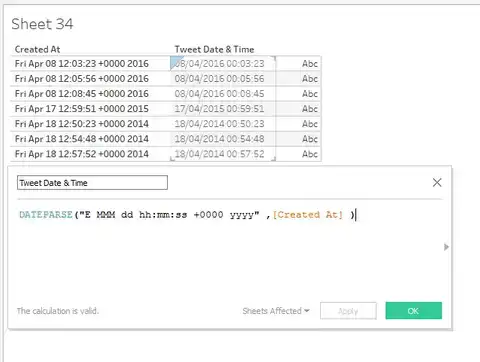 Sheet 34
Created At Tweet Date & Time
Fri Apr 08 12:03:23 +0000 2016 08/04/2016 00:03:23 Abc
Fri Apr 08 12:05:56 +0000 2016 08/04/2016 00:05:56 Abc
Fri Apr 08 12:08:45 +0000 2016 08/04/2016 00:08:45 Abc
Fri Apr 17 12:59:51 +0000 2015 17/04/2015 00:59:51 Abc
Fri Apr 18 12:50:23 +0000 2014 18/04/2014 00:50:23 Abc
Fri Apr 18 12:54:48 +0000 2014 18/04/2014 00:54:48 Abc
Fri Apr 18 12:57:52 +0000 2014 18/04/2014 00:57:52 Abc
Tweet Date & Time
DATEPARSE("E MMM dd hh:mm:ss +0000 yyyy" ,[Created At] )
The calculation is valid. Sheets Affected Apply OK